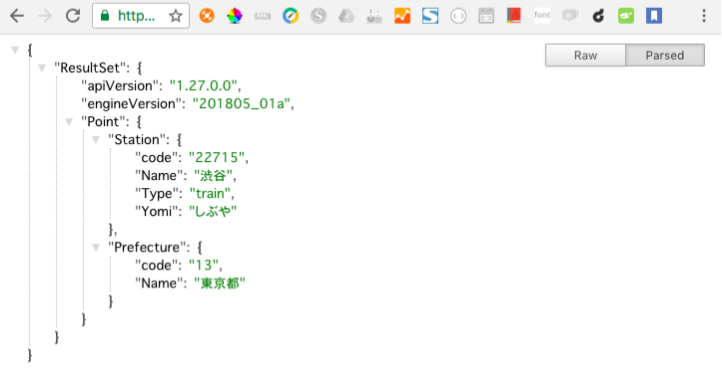 http...
Raw
Parsed
{
"ResultSet": {
"apiVersion": "1.27.0.0",
"engineVersion": "201805_01a",
"Point": {
"Station": {
"code": "22715",
"Name": "渋谷",
"Type": "train",
"Yomi": "しぶや"
},
"Prefecture": {
"code": "13",
"Name": "東京都"
}
}
}
}